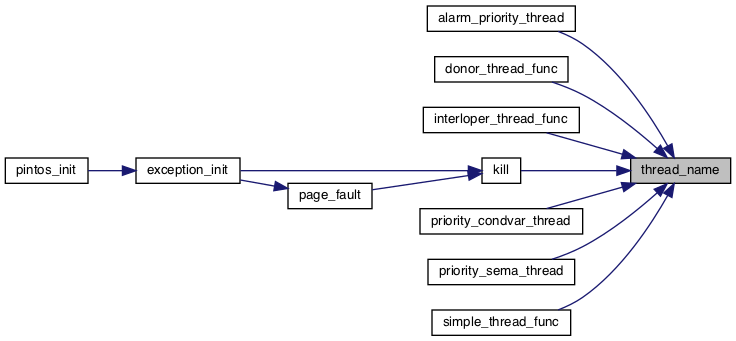 alarm_priority_thread
donor_thread_func
interloper_thread_func
pintos_init
exception_init
kill
thread_name
page_fault
priority_condvar_thread
priority_sema_thread
simple_thread_func